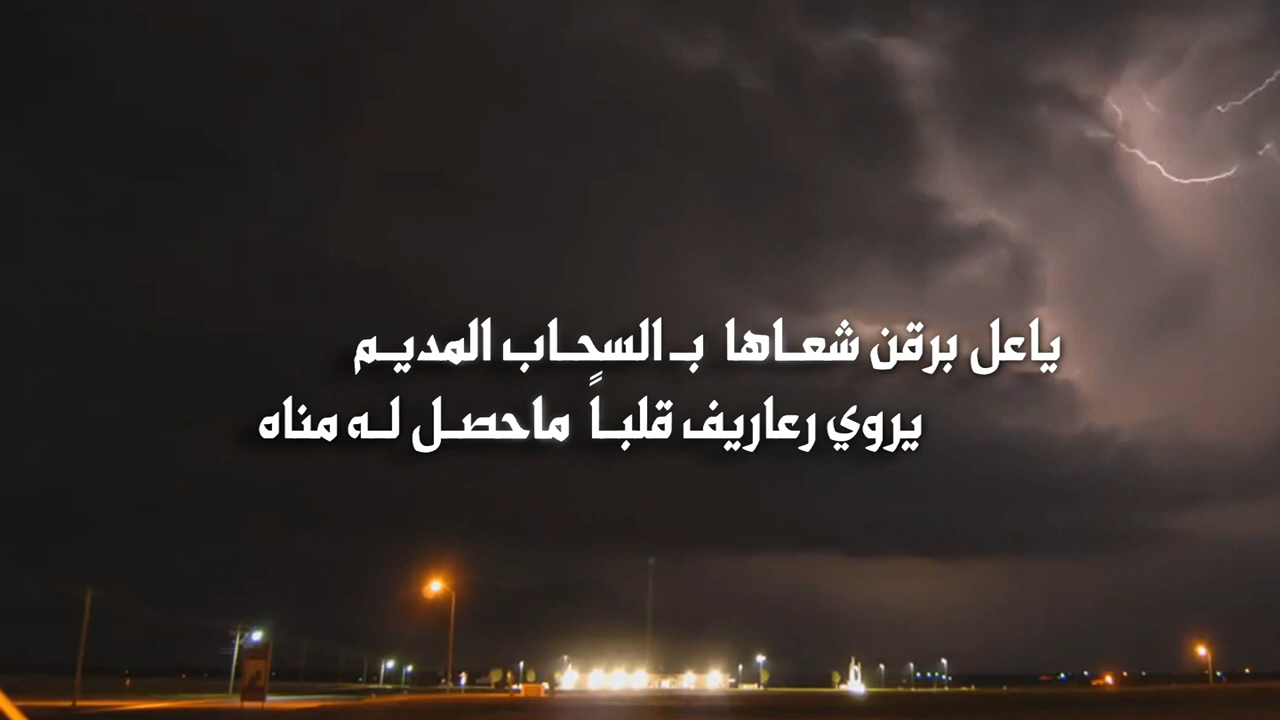 ياعل برقن شعاها بـ السحاب المديم
يروي رعاريف قلباً ماحصل له مناه